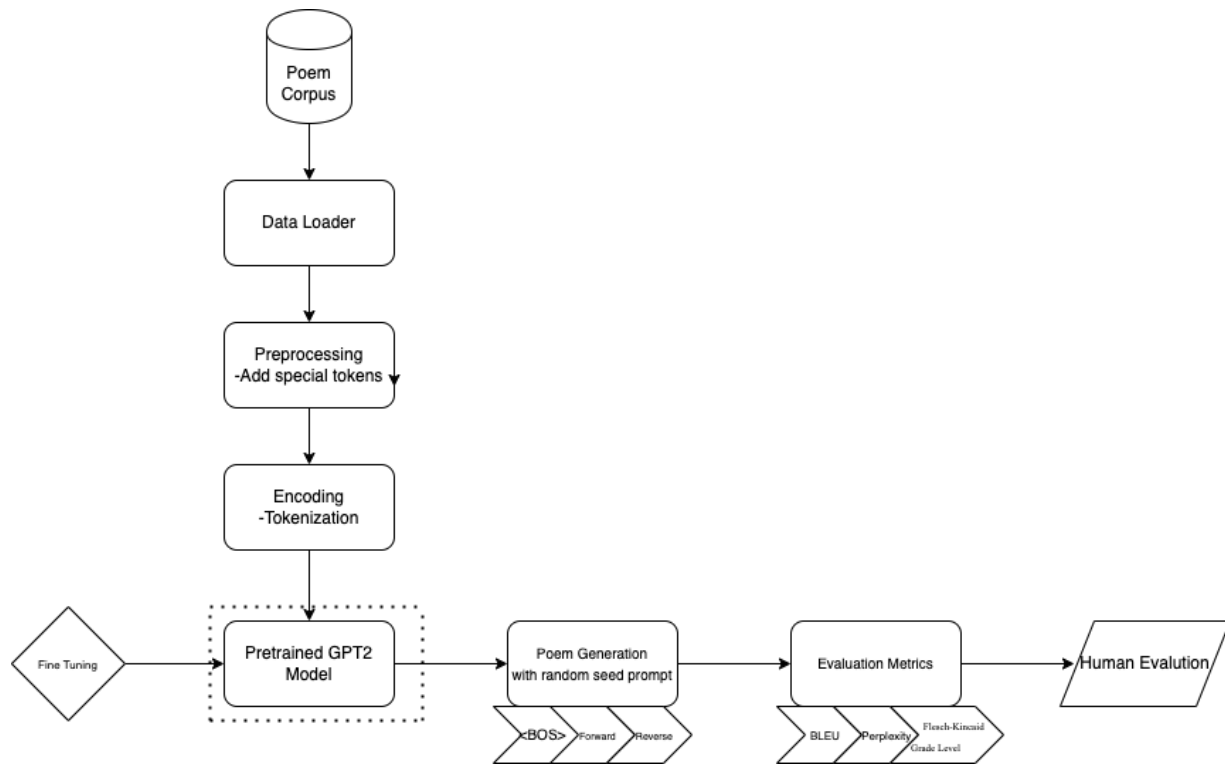 Poem
Corpus
Data Loader
Preprocessing
-Add special tokens
Encoding
-Tokenization
Fine Tuning
Pretrained GPT2
Model
Poem Generation
with random seed prompt
<BOS>
Forward
Reverse
Evaluation Metrics
BLEU
Perplexity
Flesch-Kincaid
Grade Level
Human Evalution